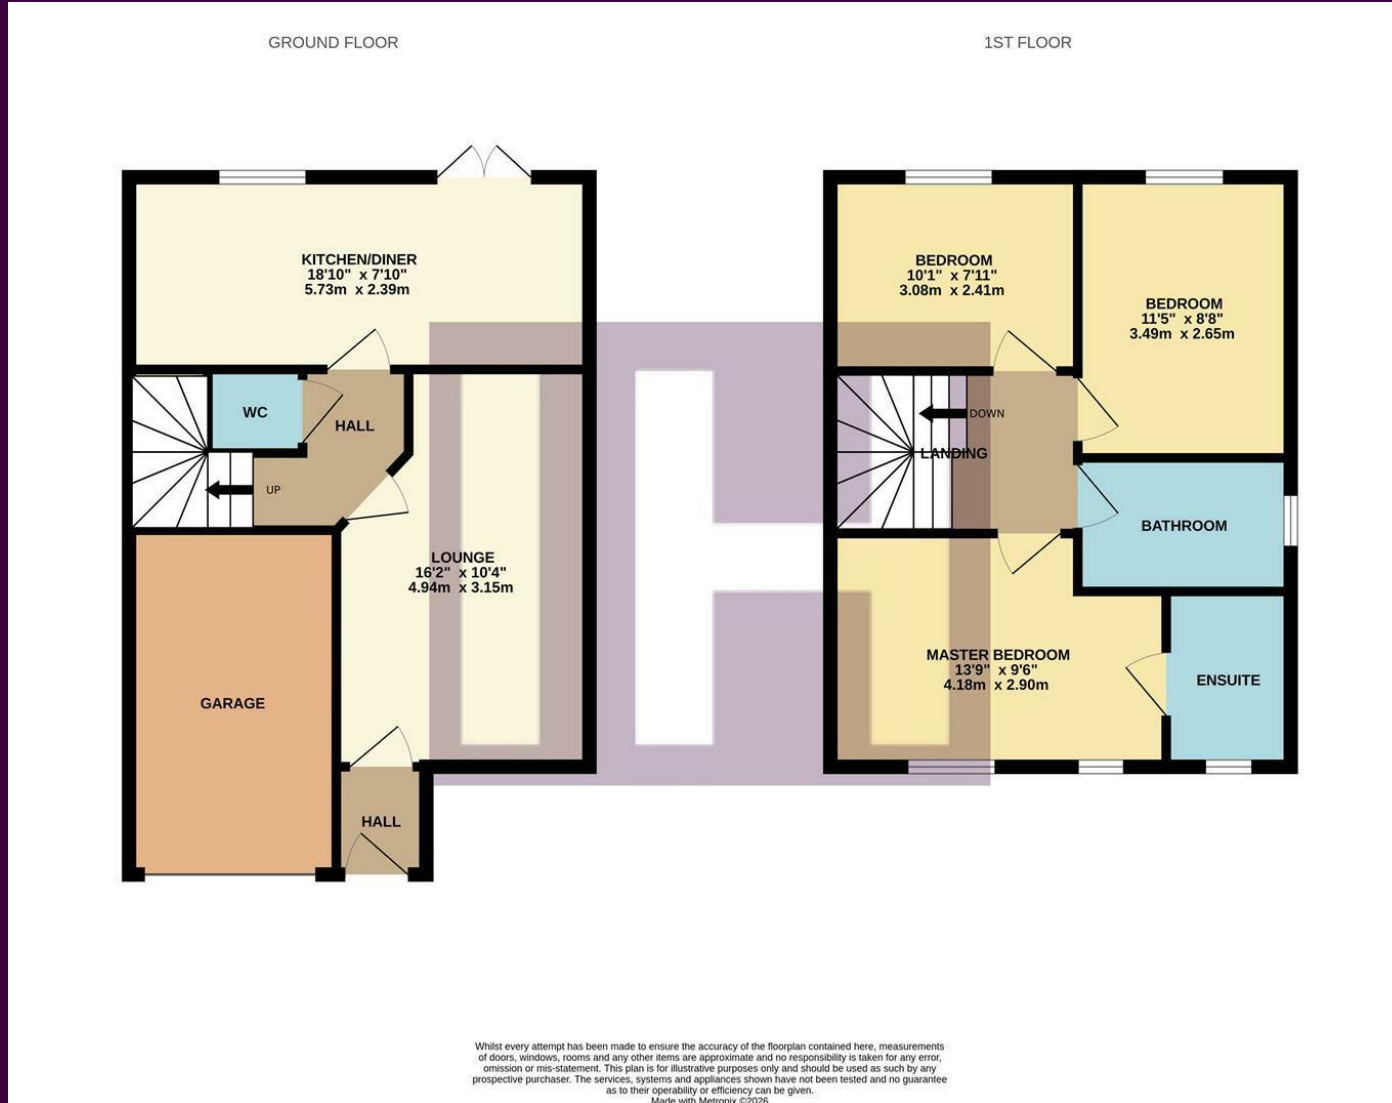 GROUND FLOOR
1ST FLOOR
KITCHEN/DINER
18'10" x 7'10"
5.73m x 2.39m
WC
HALL
UP
LOUNGE
16'2" x 10'4"
4.94m x 3.15m
GARAGE
HALL
BEDROOM
10'1" x 7'11"
3.08m x 2.41m
BEDROOM
11'5" x 8'8"
3.49m x 2.65m
DOWN
LANDING
BATHROOM
MASTER BEDROOM
13'9" x 9'6"
4.18m x 2.90m
ENSUITE
Whilst every attempt has been made to ensure the accuracy of the floorplan contained here, measurements
of doors, windows, rooms and any other items are approximate and no responsibility is taken for any error,
omission or mis-statement. This plan is for illustrative purposes only and should be used as such by any
prospective purchaser. The services, systems and appliances shown have not been tested and no guarantee
as to their operability or efficiency can be given.
Made with Metropix ©2026